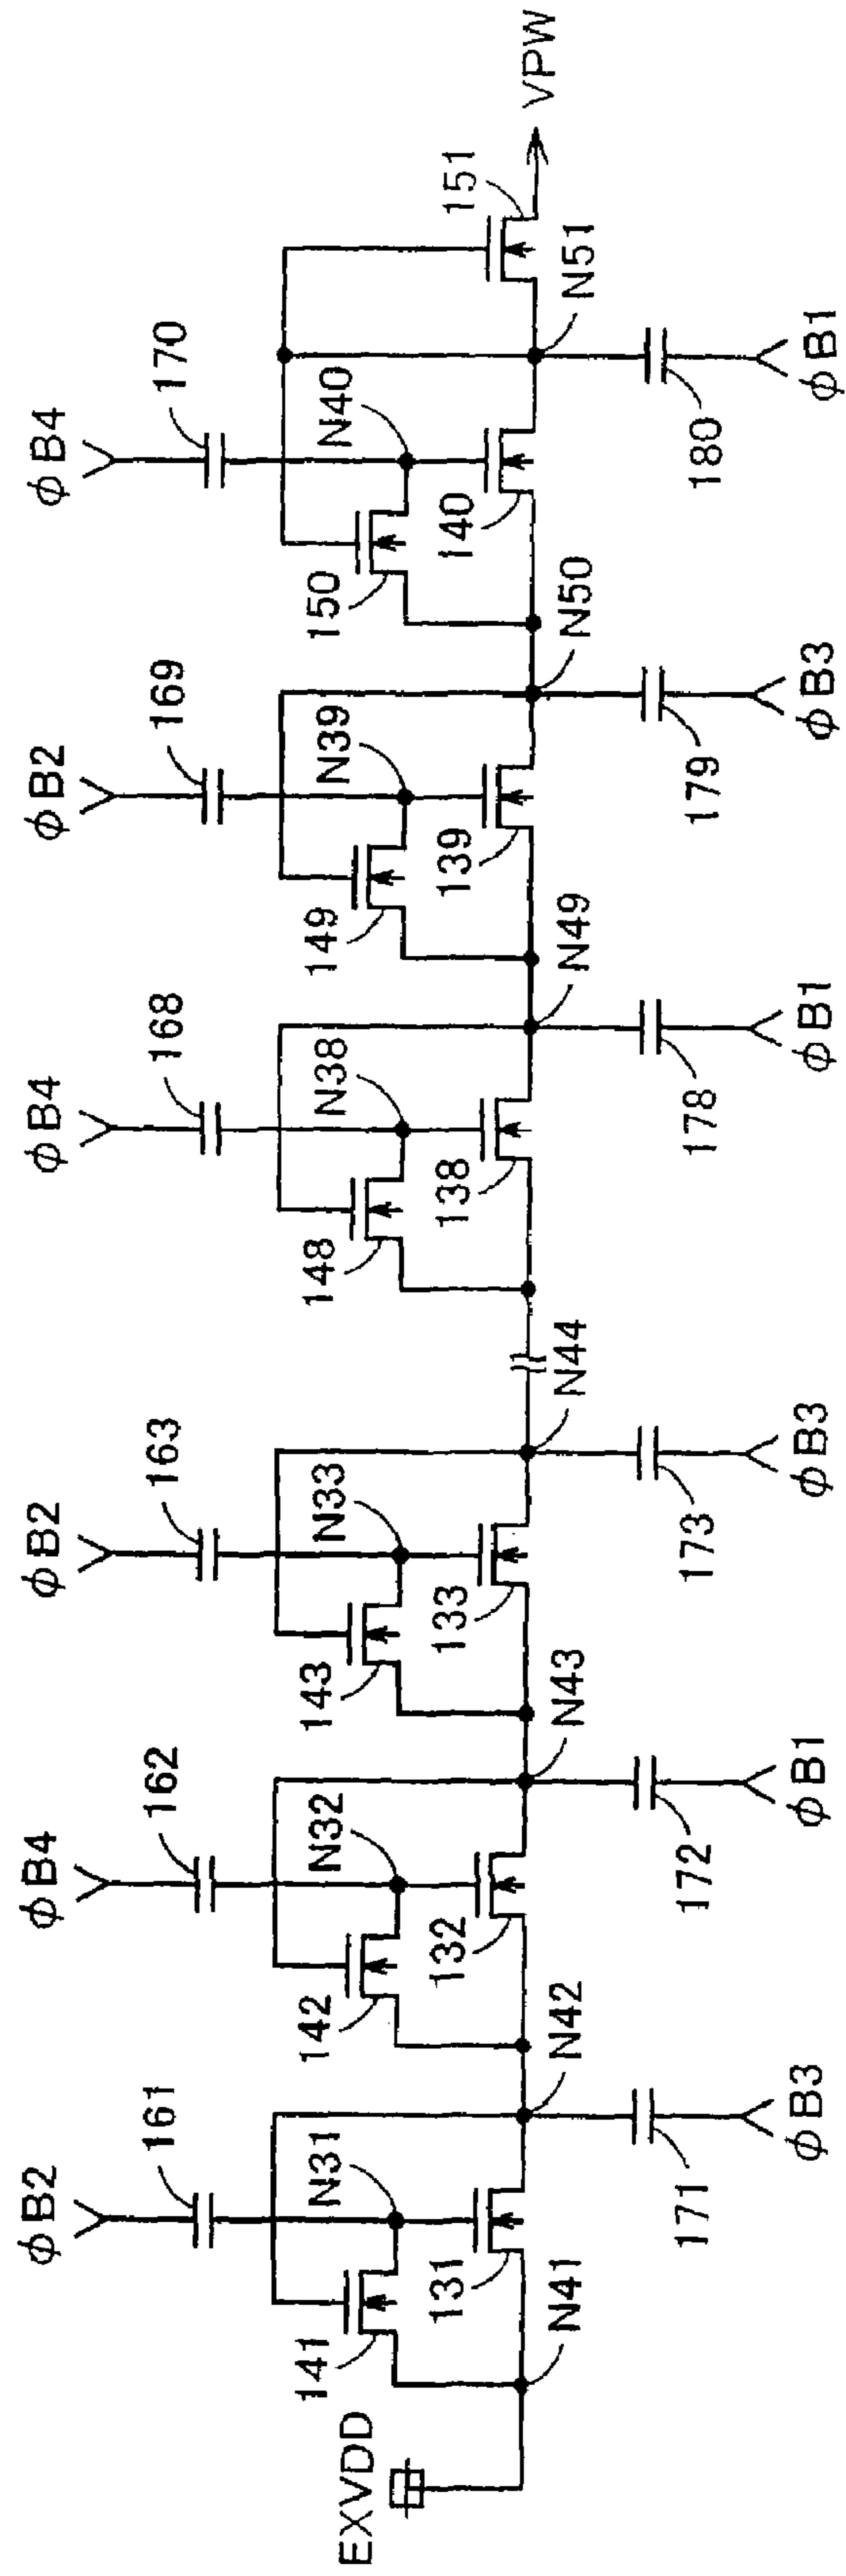 φB2 φB4 φB2 φB4 φB2 φB4
161 162 163 168 169 170
N31 N32 N33 N38 N39 N40
EXVDD 141 142 143 148 149 150 151
131 132 133 138 139 140
VPW
N41 N42 N43 N44 N49 N50 N51
171 172 173 178 179 180
φB3 φB1 φB3 φB1 φB3 φB1